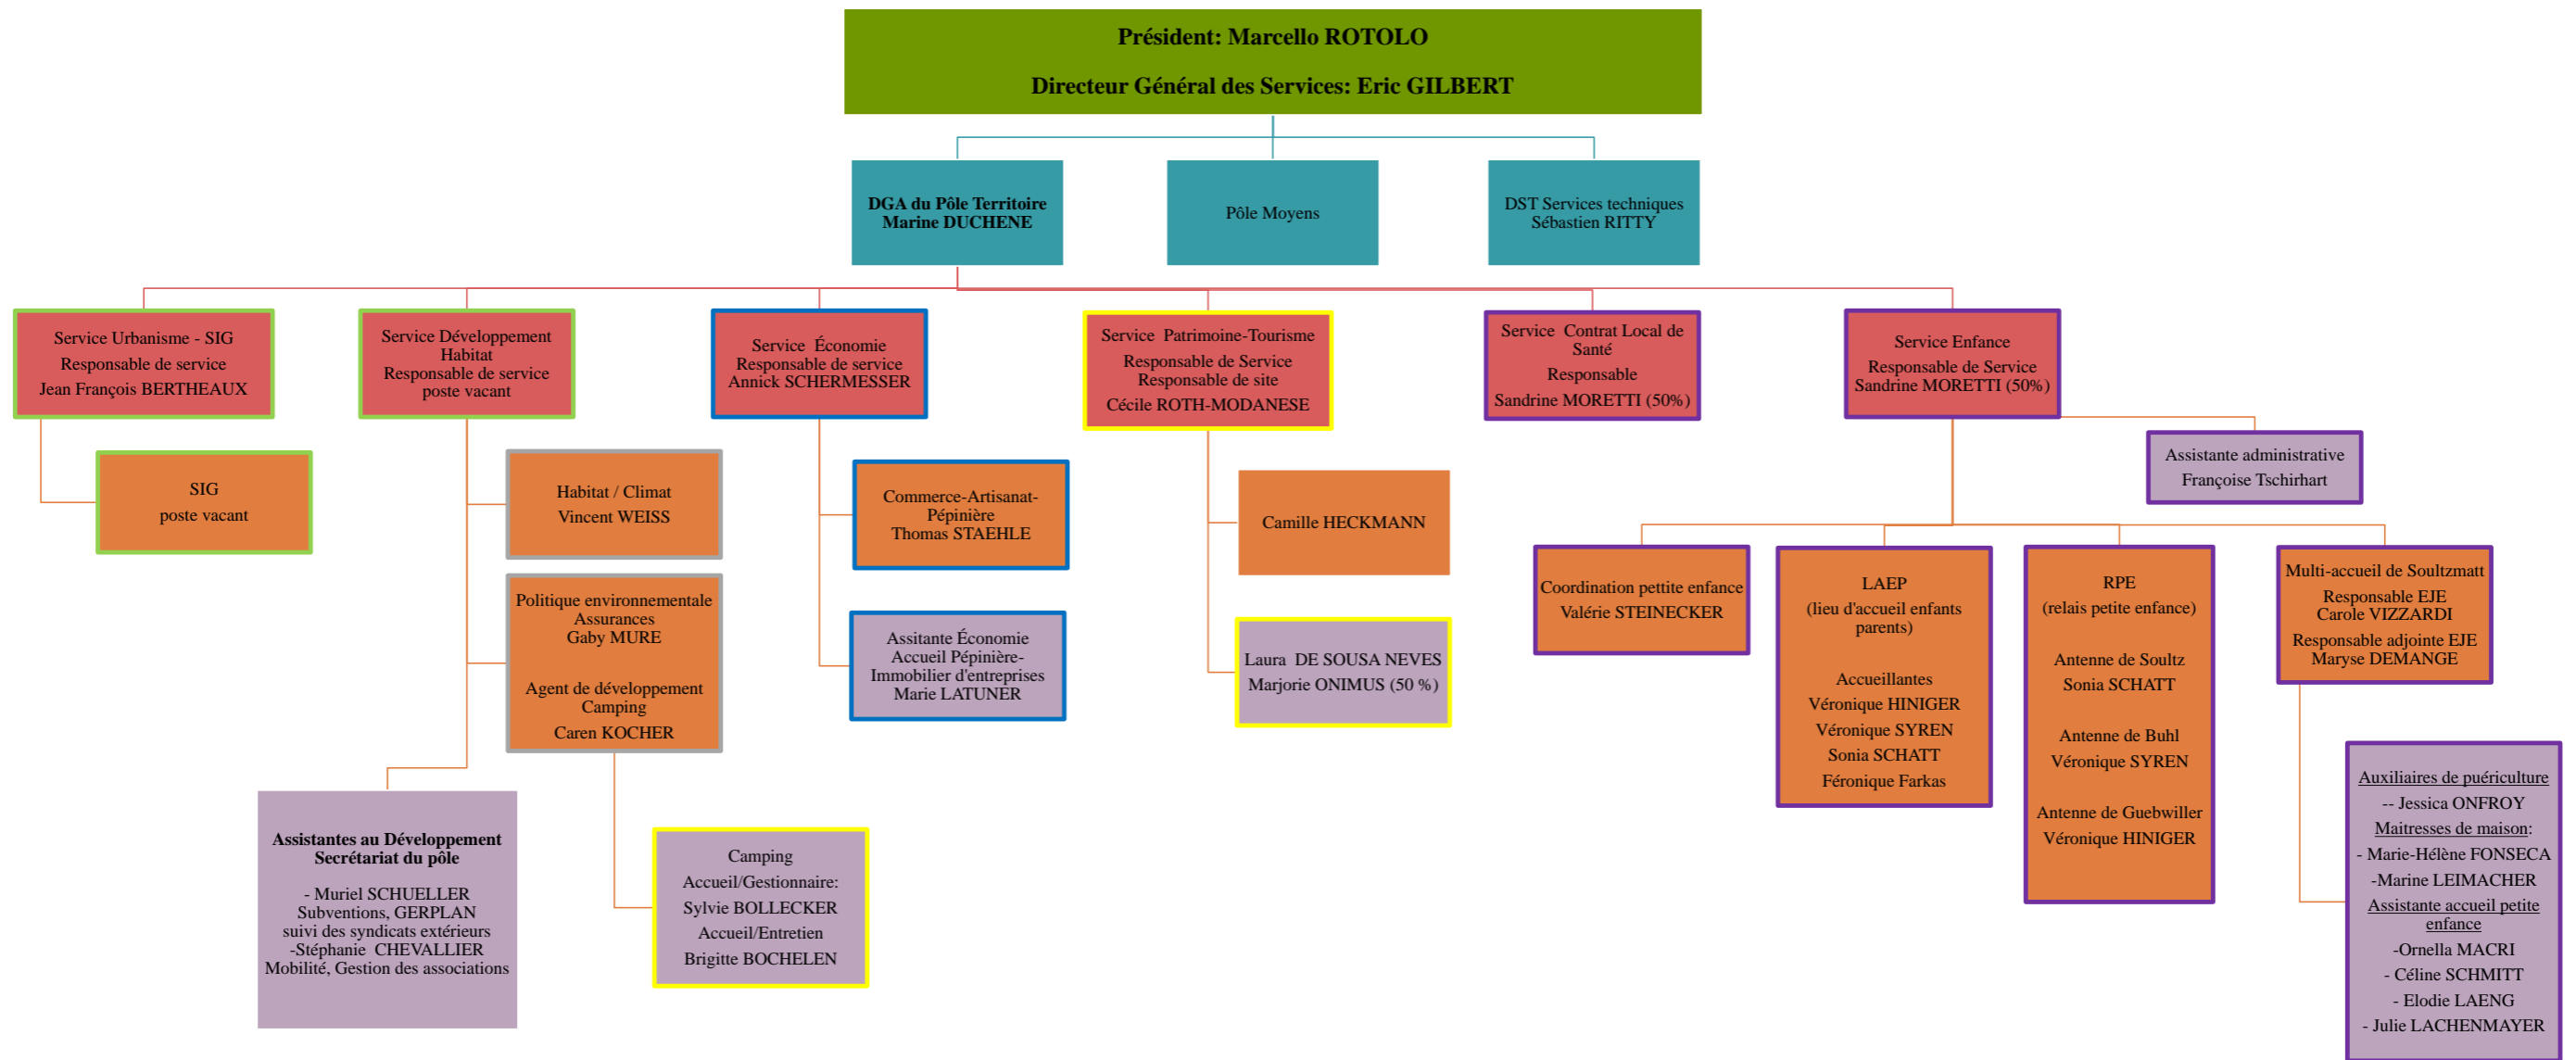 Président: Marcello ROTOLO
Directeur Général des Services: Eric GILBERT
DGA du Pôle Territoire
Marine DUCHENE
Pôle Moyens
DST Services techniques
Sébastien RITTY
Service Urbanisme - SIG
Responsable de service
Jean François BERTHEAUX
Service Développement
Habitat
Responsable de service
poste vacant
Service Économie
Responsable de service
Annick SCHERMESSER
Service Patrimoine-Tourisme
Responsable de Service
Responsable de site
Cécile ROTH-MODANESE
Service Contrat Local de
Santé
Responsable
Sandrine MORETTI (50%)
Service Enfance
Responsable de Service
Sandrine MORETTI (50%)
SIG
poste vacant
Habitat / Climat
Vincent WEISS
Politique environnementale
Assurances
Gaby MURE
Agent de développement
Camping
Caren KOCHER
Assistantes au Développement
Secrétariat du pôle
- Muriel SCHUELLER
Subventions, GERPLAN
suivi des syndicats extérieurs
-Stéphanie CHEVALLIER
Mobilité, Gestion des associations
Camping
Accueil/Gestionnaire:
Sylvie BOLLECKER
Accueil/Entretien
Brigitte BOCHELEN
Commerce-Artisanat-
Pépinière
Thomas STAEHLE
Assitante Économie
Accueil Pépinière-
Immobilier d'entreprises
Marie LATUNER
Camille HECKMANN
Laura DE SOUSA NEVES
Marjorie ONIMUS (50 %)
Assistante administrative
Françoise Tschirhart
Coordination pettite enfance
Valérie STEINECKER
LAEP
(lieu d'accueil enfants
parents)
Accueillantes
Véronique HINIGER
Véronique SYREN
Sonia SCHATT
Féronique Farkas
RPE
(relais petite enfance)
Antenne de Soultz
Sonia SCHATT
Antenne de Buhl
Véronique SYREN
Antenne de Guebwiller
Véronique HINIGER
Multi-accueil de Soultzmatt
Responsable EJE
Carole VIZZARDI
Responsable adjointe EJE
Maryse DEMANGE
Auxiliaires de puériculture
-- Jessica ONFROY
Maitresses de maison:
- Marie-Hélène FONSECA
-Marine LEIMACHER
Assistante accueil petite
enfance
-Ornella MACRI
- Céline SCHMITT
- Elodie LAENG
- Julie LACHENMAYER